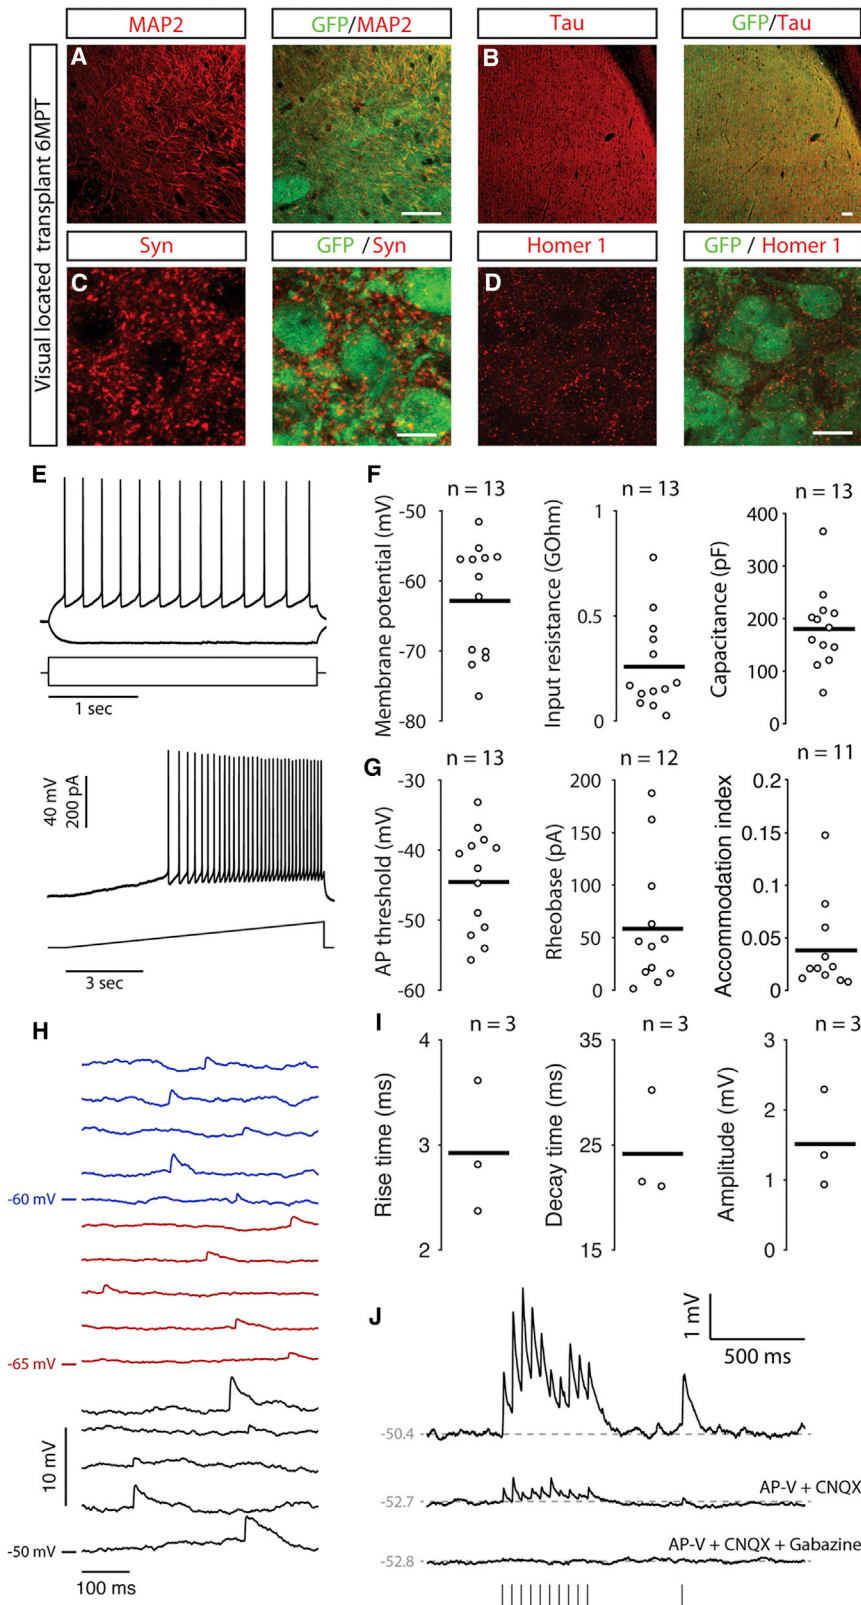 MAP2
GFP/MAP2
Tau
GFP/Tau
Visual located transplant 6MPT
A
B
Syn
GFP /Syn
Homer 1
GFP / Homer 1
C
D
E
1 sec
40 mV
200 pA
3 sec
F
n = 13
Membrane potential (mV)
-50
-60
-70
-80
n = 13
Input resistance (GOhm)
1
0.5
0
n = 13
Capacitance (pF)
400
300
200
100
0
G
n = 13
AP threshold (mV)
-30
-40
-50
-60
n = 12
Rheobase (pA)
200
150
100
50
0
n = 11
Accommodation index
0.2
0.15
0.1
0.05
0
H
-60 mV
-65 mV
10 mV
-50 mV
100 ms
I
n = 3
Rise time (ms)
4
3
2
n = 3
Decay time (ms)
35
25
15
n = 3
Amplitude (mV)
3
2
1
0
J
1 mV
500 ms
-50.4
AP-V + CNQX
-52.7
AP-V + CNQX + Gabazine
-52.8